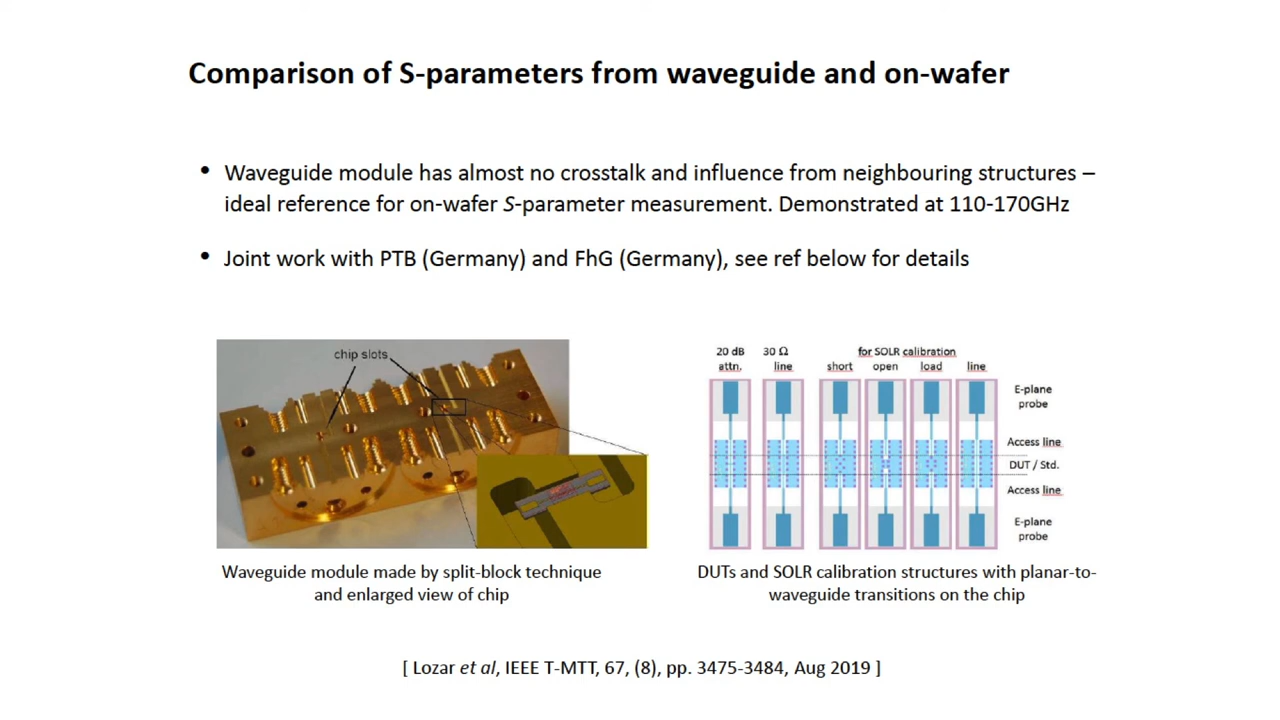 Comparison of S-parameters from waveguide and on-wafer
• Waveguide module has almost no crosstalk and influence from neighbouring structures –
ideal reference for on-wafer S-parameter measurement. Demonstrated at 110-170GHz
• Joint work with PTB (Germany) and FhG (Germany), see ref below for details
chip slots
Waveguide module made by split-block technique
and enlarged view of chip
20 dB 30 Ω for SOLR calibration
attn. line short open load line
E-plane
probe
Access line
DUT / Std.
Access line
E-plane
probe
DUTs and SOLR calibration structures with planar-to-
waveguide transitions on the chip
[ Lozar et al, IEEE T-MTT, 67, (8), pp. 3475-3484, Aug 2019 ]